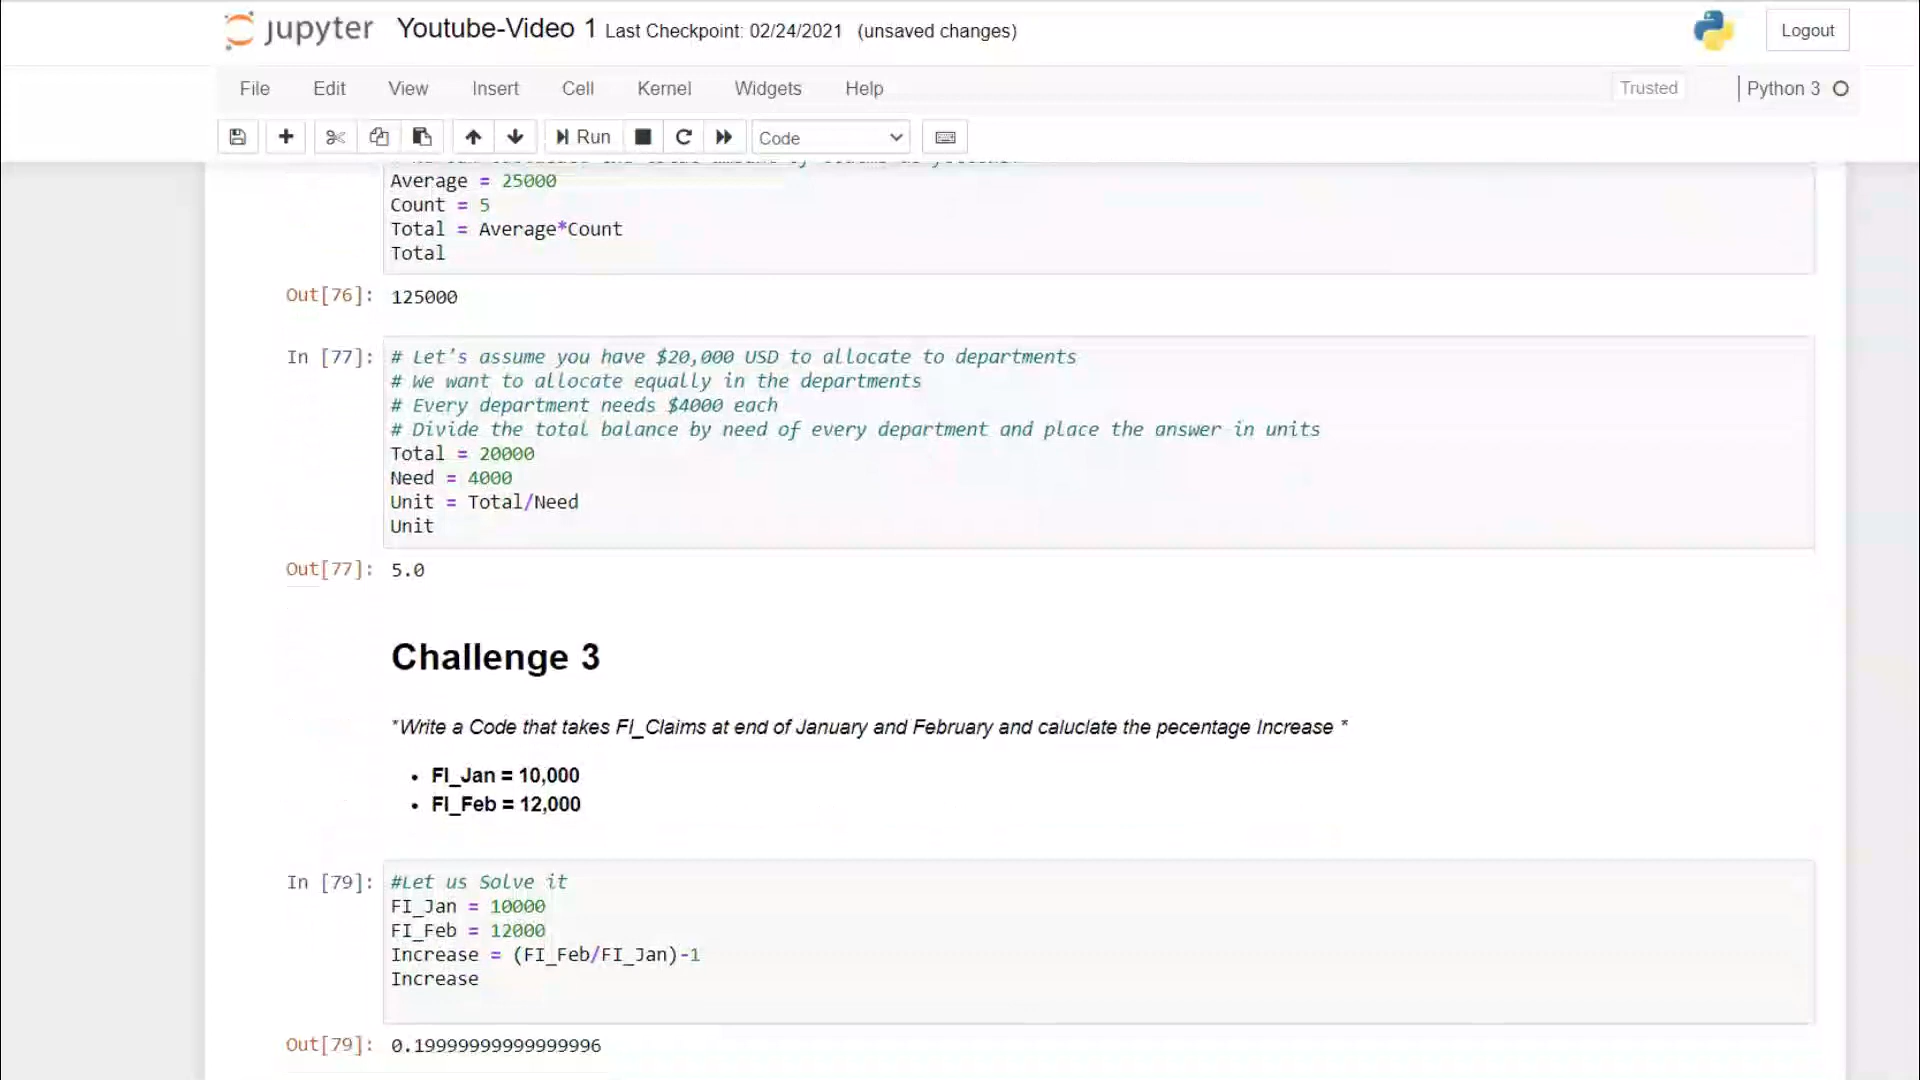 jupyter Youtube-Video 1 Last Checkpoint: 02/24/2021 (unsaved changes) Logout
File Edit View Insert Cell Kernel Widgets Help Trusted Python 3
Run Code
Average = 25000
Count = 5
Total = Average*Count
Total
Out[76]: 125000
In [77]: # Let's assume you have $20,000 USD to allocate to departments
# We want to allocate equally in the departments
# Every department needs $4000 each
# Divide the total balance by need of every department and place the answer in units
Total = 20000
Need = 4000
Unit = Total/Need
Unit
Out[77]: 5.0
Challenge 3
*Write a Code that takes FI_Claims at end of January and February and caluclate the pecentage Increase *
• FI_Jan = 10,000
• FI_Feb = 12,000
In [79]: #Let us Solve it
FI_Jan = 10000
FI_Feb = 12000
Increase = (FI_Feb/FI_Jan)-1
Increase
Out[79]: 0.19999999999999996